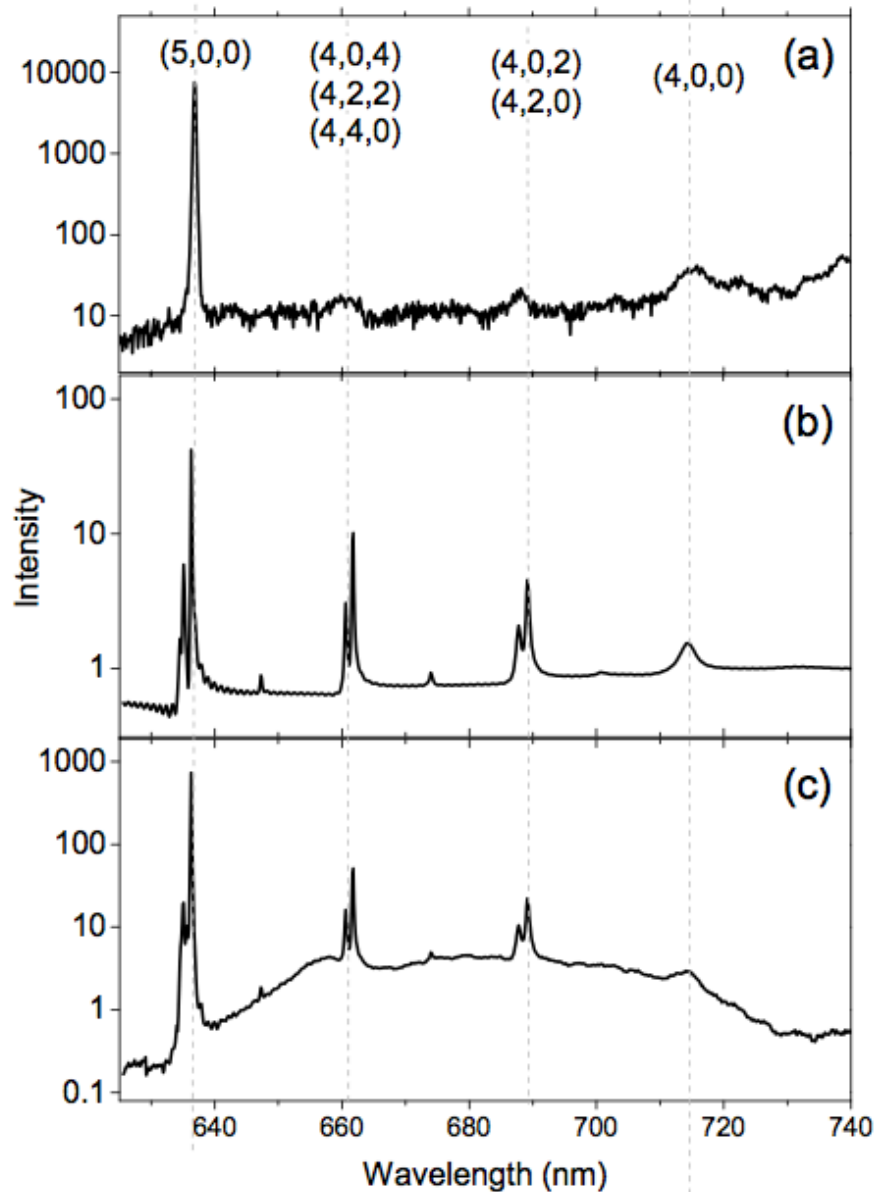 (5,0,0) (4,0,4) (4,0,2) (4,0,0) (a)
(4,2,2) (4,2,0)
(4,4,0)
10000
1000
100
10
(b)
100
10
1
Intensity
(c)
1000
100
10
1
0.1
640 660 680 700 720 740
Wavelength (nm)